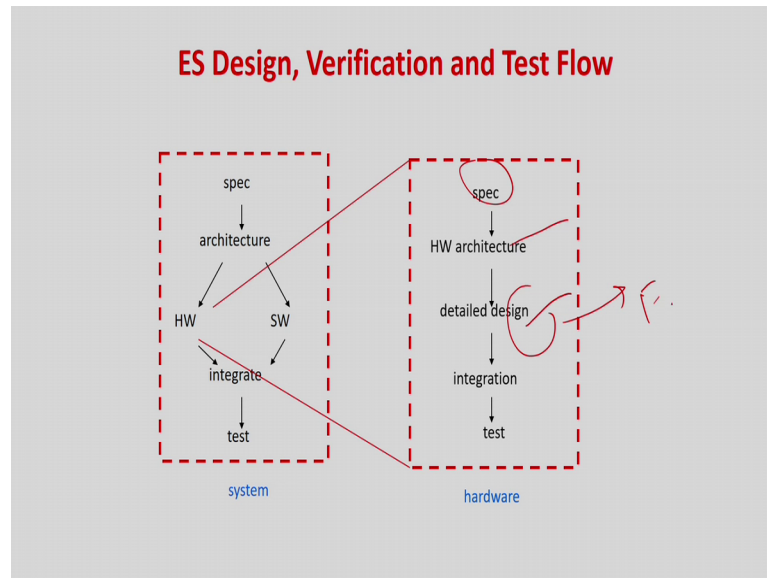 ES Design, Verification and Test Flow
spec
architecture
HW
SW
integrate
test
system
spec
HW architecture
detailed design
integration
test
hardware